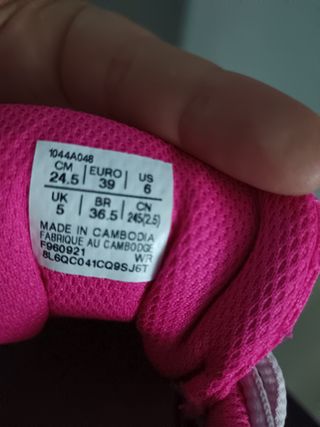 1044A048
CM 24.5 | EURO 39 | US 6
UK 5 | BR 36.5 | CN 245(2.5)
MADE IN CAMBODIA
FABRIQUE AU CAMBODGE
F960921 WR
8L6QC041CQ9SJ6T